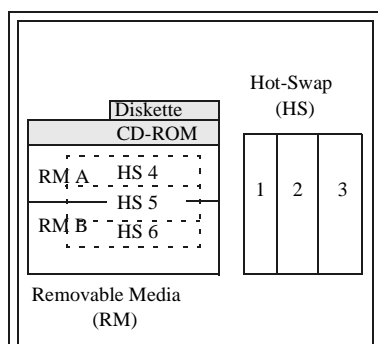 Hot-Swap
(HS)
Diskette
CD-ROM
RM A
HS 4
1 2 3
HS 5
RM B
HS 6
Removable Media
(RM)